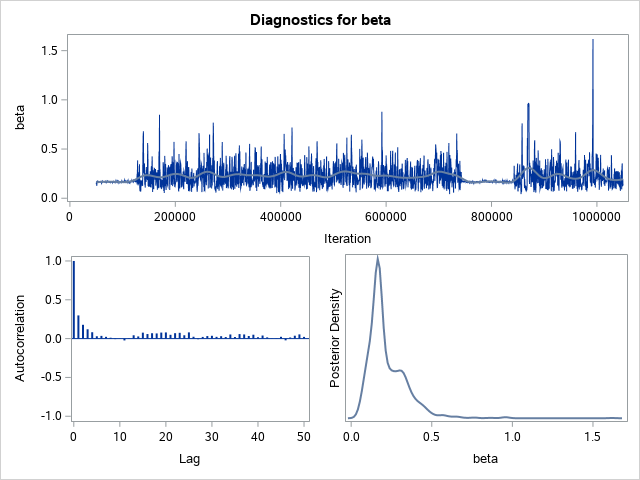 Diagnostics for beta
beta
1.5
1.0
0.5
0.0
0 200000 400000 600000 800000 1000000
Iteration
Autocorrelation
1.0
0.5
0.0
-0.5
-1.0
0 10 20 30 40 50
Lag
Posterior Density
0.0 0.5 1.0 1.5
beta